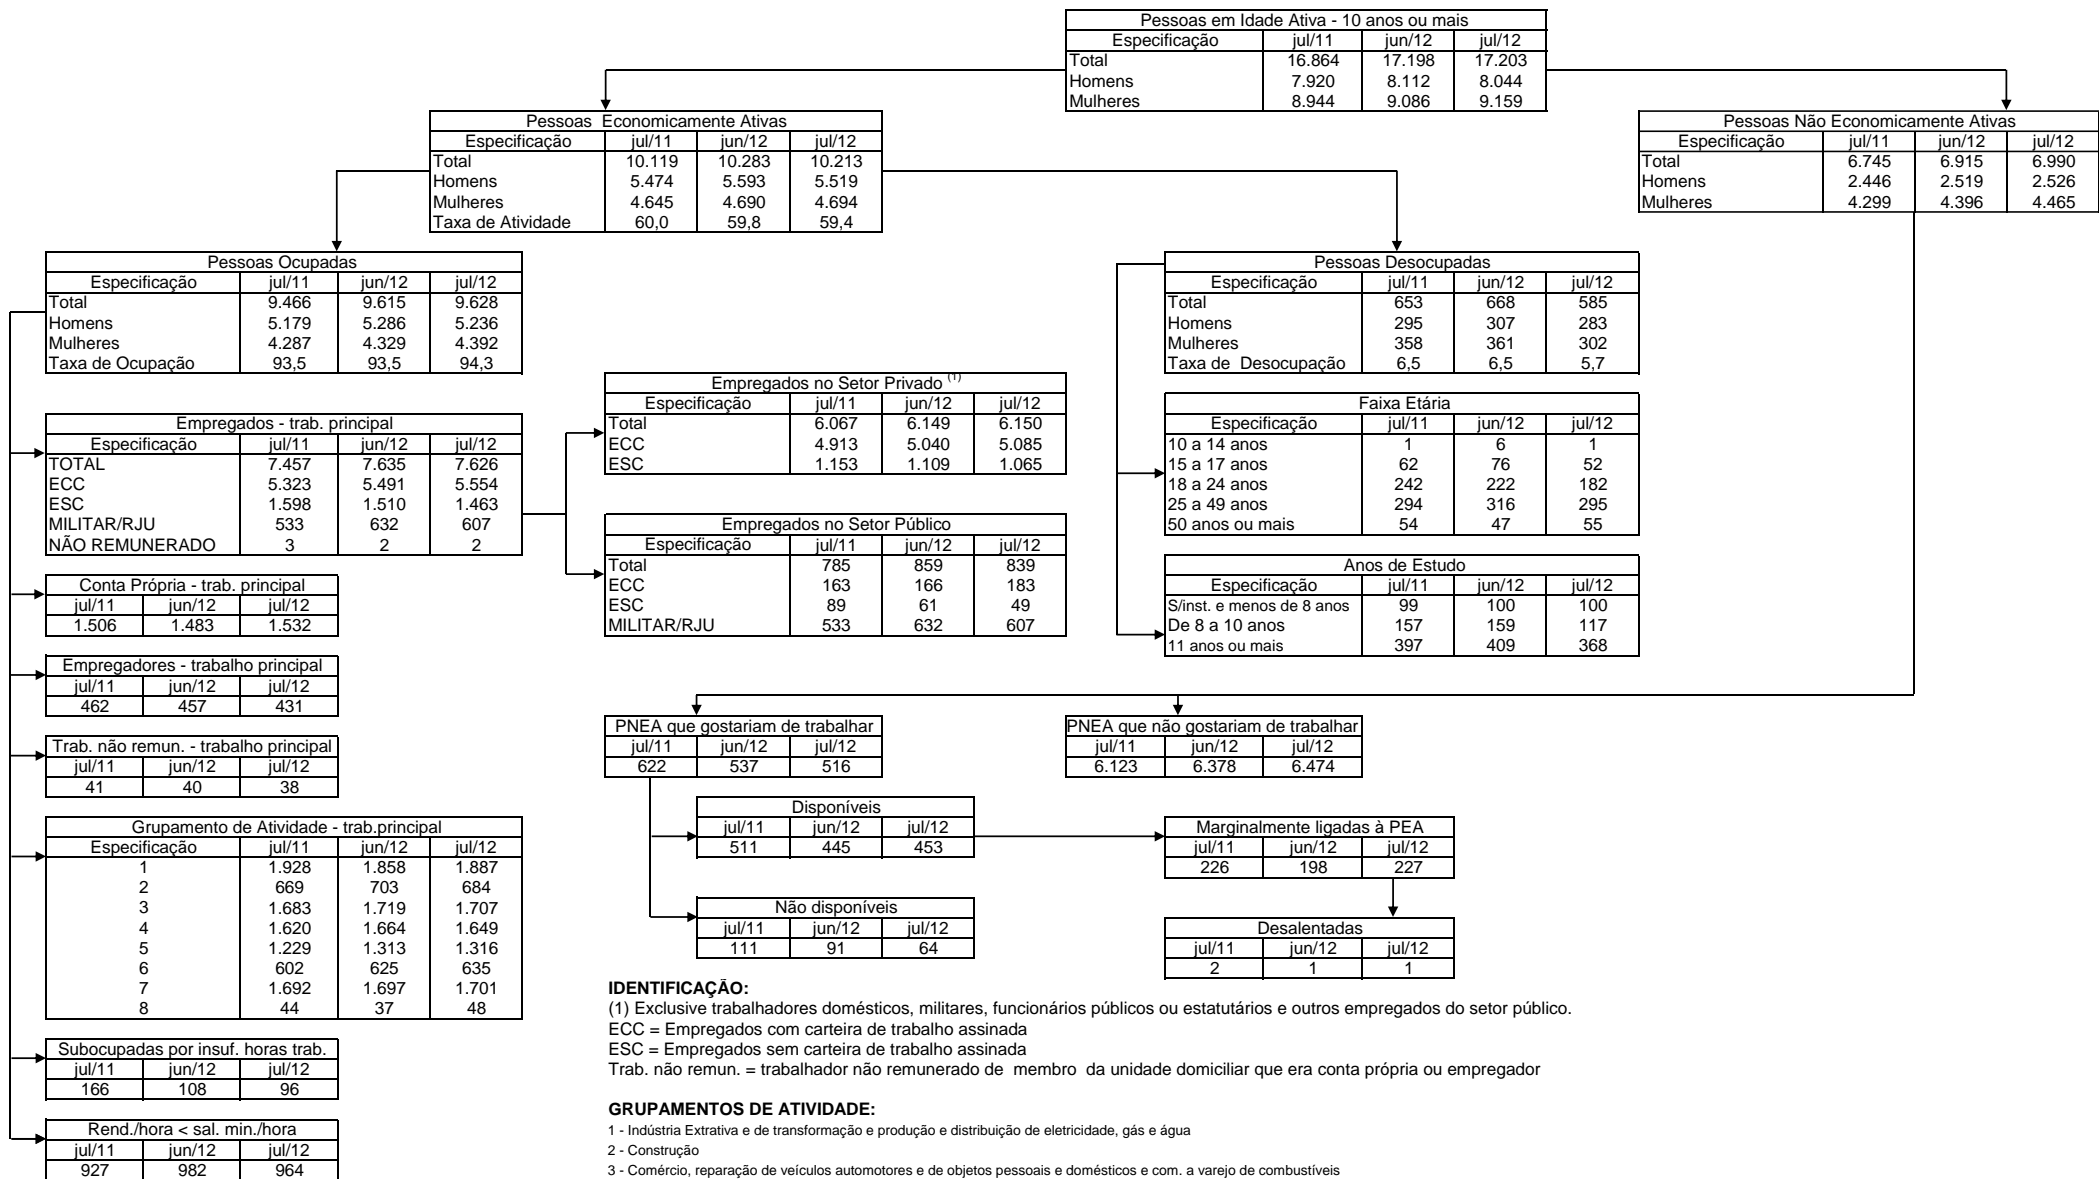 Pessoas em Idade Ativa - 10 anos ou mais
Especificação jul/11 jun/12 jul/12
Total 16.864 17.198 17.203
Homens 7.920 8.112 8.044
Mulheres 8.944 9.086 9.159
Pessoas Economicamente Ativas
Especificação jul/11 jun/12 jul/12
Total 10.119 10.283 10.213
Homens 5.474 5.593 5.519
Mulheres 4.645 4.690 4.694
Taxa de Atividade 60,0 59,8 59,4
Pessoas Não Economicamente Ativas
Especificação jul/11 jun/12 jul/12
Total 6.745 6.915 6.990
Homens 2.446 2.519 2.526
Mulheres 4.299 4.396 4.465
Pessoas Ocupadas
Especificação jul/11 jun/12 jul/12
Total 9.466 9.615 9.628
Homens 5.179 5.286 5.236
Mulheres 4.287 4.329 4.392
Taxa de Ocupação 93,5 93,5 94,3
Pessoas Desocupadas
Especificação jul/11 jun/12 jul/12
Total 653 668 585
Homens 295 307 283
Mulheres 358 361 302
Taxa de Desocupação 6,5 6,5 5,7
Empregados - trab. principal
Especificação jul/11 jun/12 jul/12
TOTAL 7.457 7.635 7.626
ECC 5.323 5.491 5.554
ESC 1.598 1.510 1.463
MILITAR/RJU 533 632 607
NÃO REMUNERADO 3 2 2
Empregados no Setor Privado (1)
Especificação jul/11 jun/12 jul/12
Total 6.067 6.149 6.150
ECC 4.913 5.040 5.085
ESC 1.153 1.109 1.065
Empregados no Setor Público
Especificação jul/11 jun/12 jul/12
Total 785 859 839
ECC 163 166 183
ESC 89 61 49
MILITAR/RJU 533 632 607
Faixa Etária
Especificação jul/11 jun/12 jul/12
10 a 14 anos 1 6 1
15 a 17 anos 62 76 52
18 a 24 anos 242 222 182
25 a 49 anos 294 316 295
50 anos ou mais 54 47 55
Anos de Estudo
Especificação jul/11 jun/12 jul/12
S/inst. e menos de 8 anos 99 100 100
De 8 a 10 anos 157 159 117
11 anos ou mais 397 409 368
Conta Própria - trab. principal
jul/11 jun/12 jul/12
1.506 1.483 1.532
Empregadores - trabalho principal
jul/11 jun/12 jul/12
462 457 431
Trab. não remun. - trabalho principal
jul/11 jun/12 jul/12
41 40 38
PNEA que gostariam de trabalhar
jul/11 jun/12 jul/12
622 537 516
PNEA que não gostariam de trabalhar
jul/11 jun/12 jul/12
6.123 6.378 6.474
Disponíveis
jul/11 jun/12 jul/12
511 445 453
Marginalmente ligadas à PEA
jul/11 jun/12 jul/12
226 198 227
Não disponíveis
jul/11 jun/12 jul/12
111 91 64
Desalentadas
jul/11 jun/12 jul/12
2 1 1
Grupamento de Atividade - trab.principal
Especificação jul/11 jun/12 jul/12
1 1.928 1.858 1.887
2 669 703 684
3 1.683 1.719 1.707
4 1.620 1.664 1.649
5 1.229 1.313 1.316
6 602 625 635
7 1.692 1.697 1.701
8 44 37 48
Subocupadas por insuf. horas trab.
jul/11 jun/12 jul/12
166 108 96
Rend./hora < sal. min./hora
jul/11 jun/12 jul/12
927 982 964
IDENTIFICAÇÃO:
(1) Exclusive trabalhadores domésticos, militares, funcionários públicos ou estatutários e outros empregados do setor público.
ECC = Empregados com carteira de trabalho assinada
ESC = Empregados sem carteira de trabalho assinada
Trab. não remun. = trabalhador não remunerado de membro da unidade domiciliar que era conta própria ou empregador
GRUPAMENTOS DE ATIVIDADE:
1 - Indústria Extrativa e de transformação e produção e distribuição de eletricidade, gás e água
2 - Construção
3 - Comércio, reparação de veículos automotores e de objetos pessoais e domésticos e com. a varejo de combustíveis